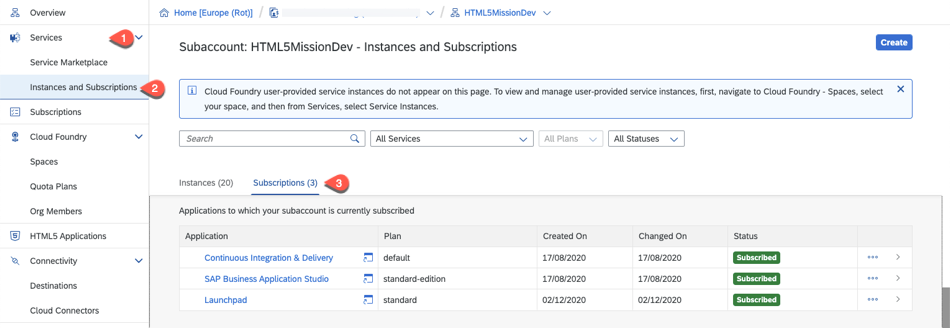 Overview
Services
1
Service Marketplace
Instances and Subscriptions
2
Subscriptions
Cloud Foundry
Spaces
Quota Plans
Org Members
HTML5 Applications
Connectivity
Destinations
Cloud Connectors
Home [Europe (Rot)] / / HTML5MissionDev
Subaccount: HTML5MissionDev - Instances and Subscriptions
Create
Cloud Foundry user-provided service instances do not appear on this page. To view and manage user-provided service instances, first, navigate to Cloud Foundry - Spaces, select
your space, and then from Services, select Service Instances.
Search All Services All Plans All Statuses
Instances (20) Subscriptions (3) 3
Applications to which your subaccount is currently subscribed
Application Plan Created On Changed On Status
Continuous Integration & Delivery default 17/08/2020 17/08/2020 Subscribed
SAP Business Application Studio standard-edition 17/08/2020 17/08/2020 Subscribed
Launchpad standard 02/12/2020 02/12/2020 Subscribed